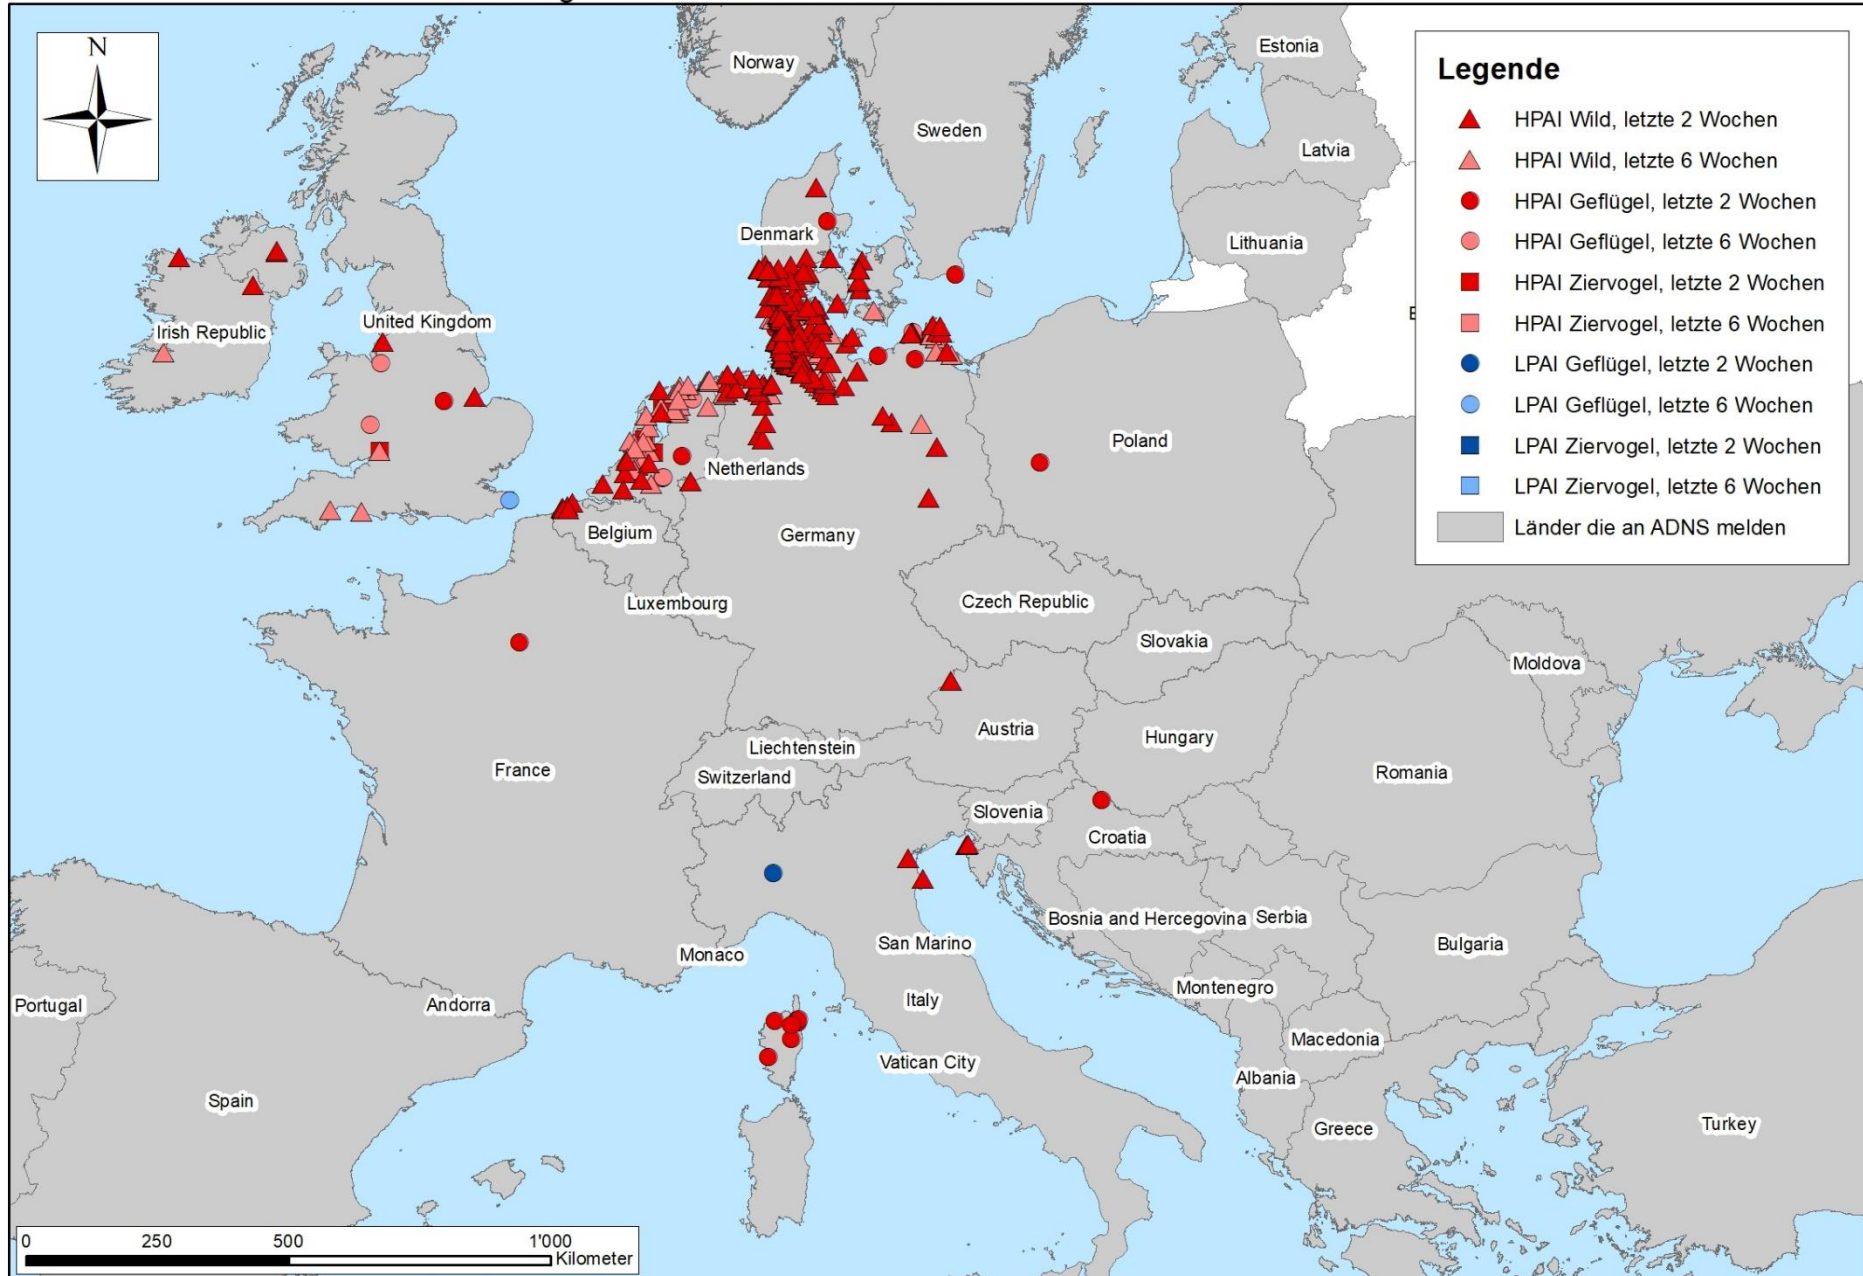 N
Legende
HPAI Wild, letzte 2 Wochen
HPAI Wild, letzte 6 Wochen
HPAI Geflügel, letzte 2 Wochen
HPAI Geflügel, letzte 6 Wochen
HPAI Ziervogel, letzte 2 Wochen
HPAI Ziervogel, letzte 6 Wochen
LPAI Geflügel, letzte 2 Wochen
LPAI Geflügel, letzte 6 Wochen
LPAI Ziervogel, letzte 2 Wochen
LPAI Ziervogel, letzte 6 Wochen
Länder die an ADNS melden
Estonia
Norway
Sweden
Latvia
Denmark
Lithuania
United Kingdom
Irish Republic
Poland
Netherlands
Belgium
Germany
Luxembourg
Czech Republic
Slovakia
Moldova
Austria
Hungary
Liechtenstein
France
Switzerland
Romania
Slovenia
Croatia
Bosnia and Hercegovina
Serbia
San Marino
Bulgaria
Monaco
Montenegro
Portugal
Andorra
Italy
Macedonia
Vatican City
Albania
Spain
Greece
Turkey
0 250 500 1'000
Kilometer